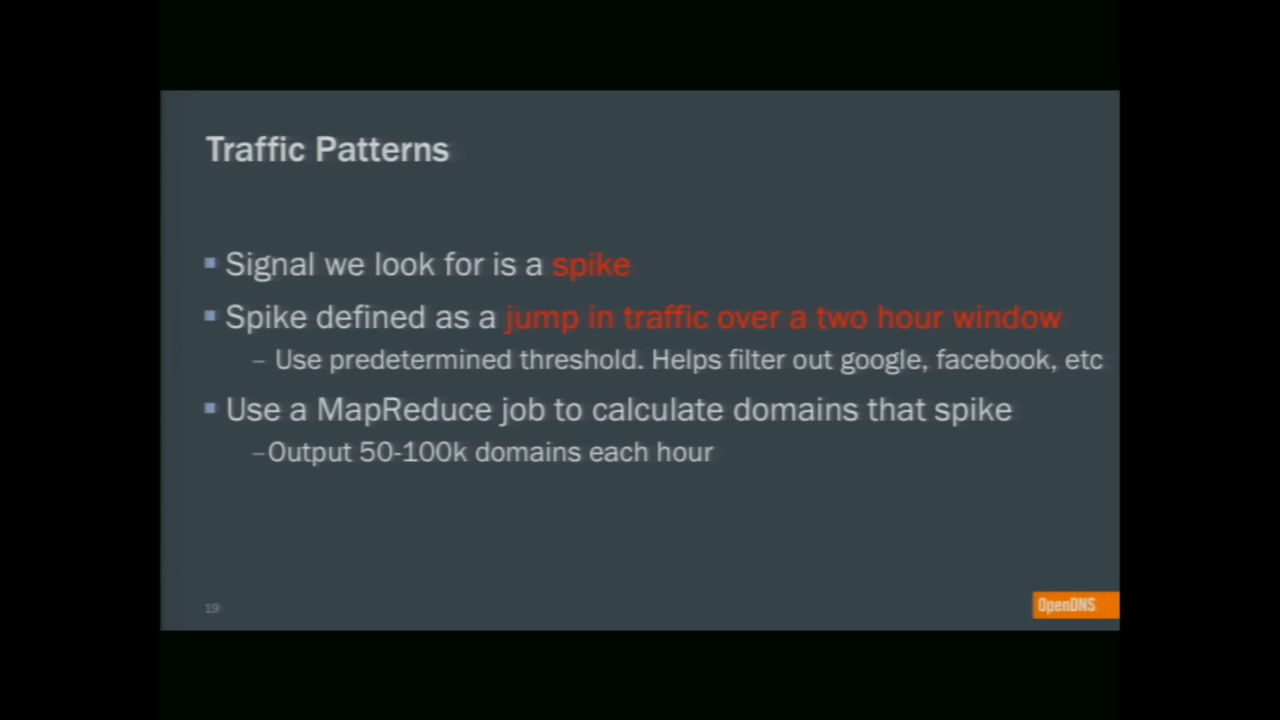 Traffic Patterns
Signal we look for is a spike
Spike defined as a jump in traffic over a two hour window
– Use predetermined threshold. Helps filter out google, facebook, etc
Use a MapReduce job to calculate domains that spike
–Output 50-100k domains each hour
19
OpenDNS